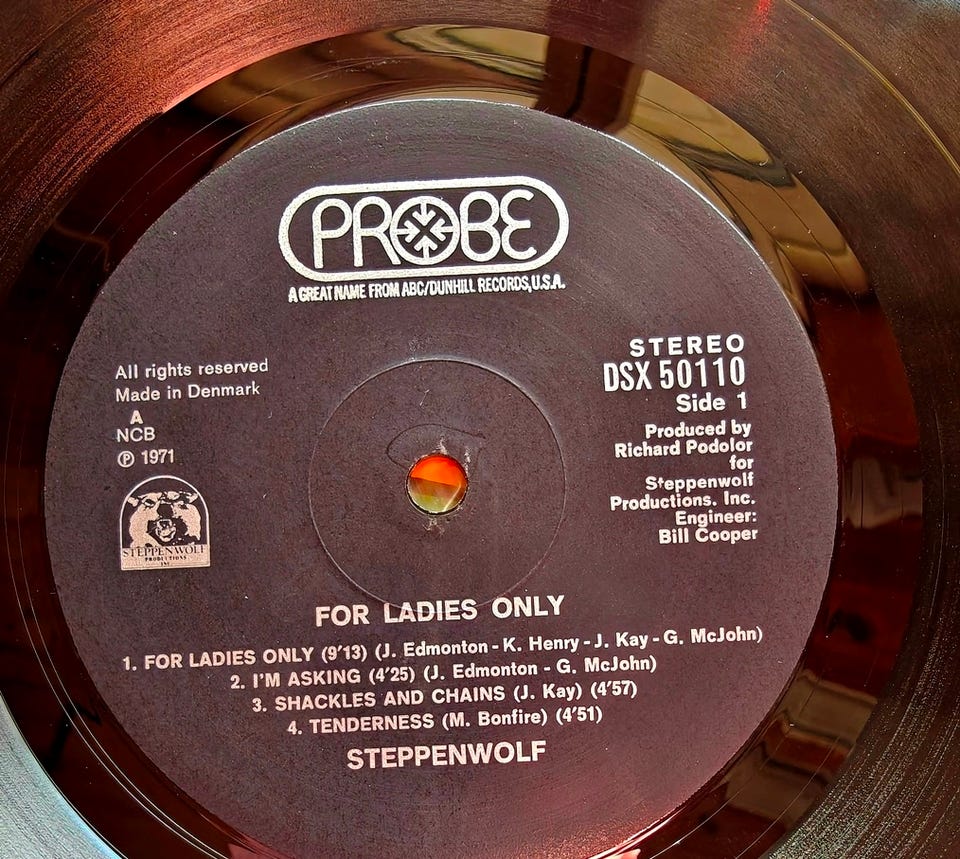 PROBE
A GREAT NAME FROM ABC/DUNHILL RECORDS, U.S.A.
All rights reserved
Made in Denmark
A
NCB
℗ 1971
STEPPENWOLF
PRODUCTIONS
INC.
STEREO
DSX 50110
Side 1
Produced by
Richard Podolor
for
Steppenwolf
Productions. Inc.
Engineer:
Bill Cooper
FOR LADIES ONLY
1. FOR LADIES ONLY (9'13) (J. Edmonton - K. Henry - J. Kay - G. McJohn)
2. I'M ASKING (4'25) (J. Edmonton - G. McJohn)
3. SHACKLES AND CHAINS (J. Kay) (4'57)
4. TENDERNESS (M. Bonfire) (4'51)
STEPPENWOLF